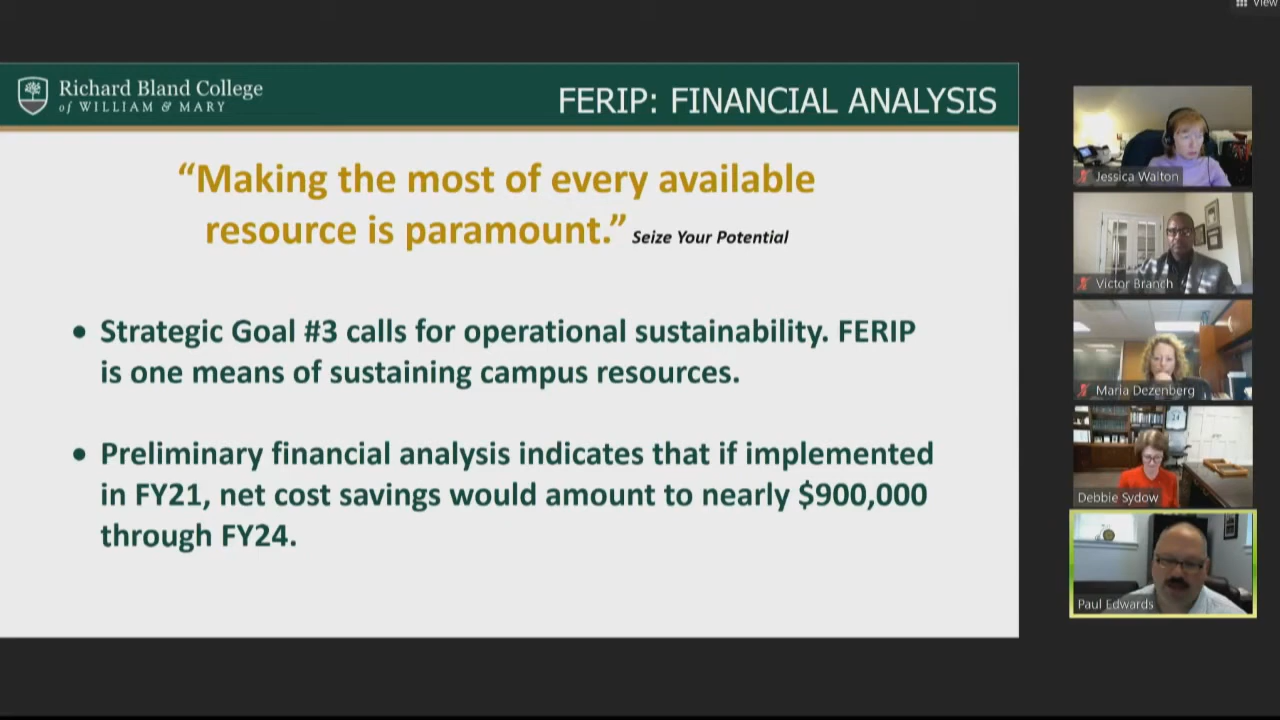 View
Richard Bland College
of WILLIAM & MARY
FERIP: FINANCIAL ANALYSIS
“Making the most of every available
resource is paramount.” Seize Your Potential
• Strategic Goal #3 calls for operational sustainability. FERIP
is one means of sustaining campus resources.
• Preliminary financial analysis indicates that if implemented
in FY21, net cost savings would amount to nearly $900,000
through FY24.
Jessica Walton
Victor Branch
Maria Dezenberg
Debbie Sydow
Paul Edwards